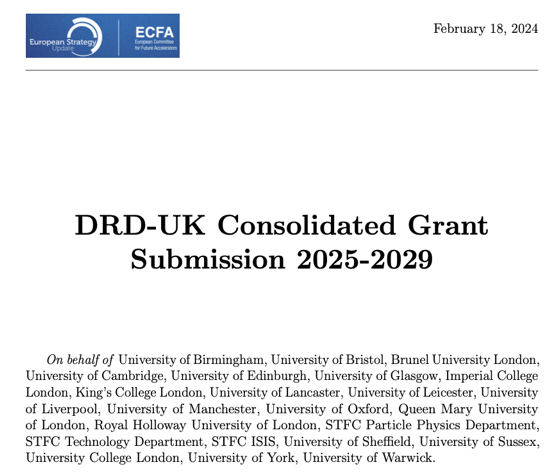 European Strategy
Update
ECFA
European Committee
for Future Accelerators
February 18, 2024
DRD-UK Consolidated Grant
Submission 2025-2029
On behalf of University of Birmingham, University of Bristol, Brunel University London,
University of Cambridge, University of Edinburgh, University of Glasgow, Imperial College
London, King's College London, University of Lancaster, University of Leicester, University
of Liverpool, University of Manchester, University of Oxford, Queen Mary University
of London, Royal Holloway University of London, STFC Particle Physics Department,
STFC Technology Department, STFC ISIS, University of Sheffield, University of Sussex,
University College London, University of York, University of Warwick.